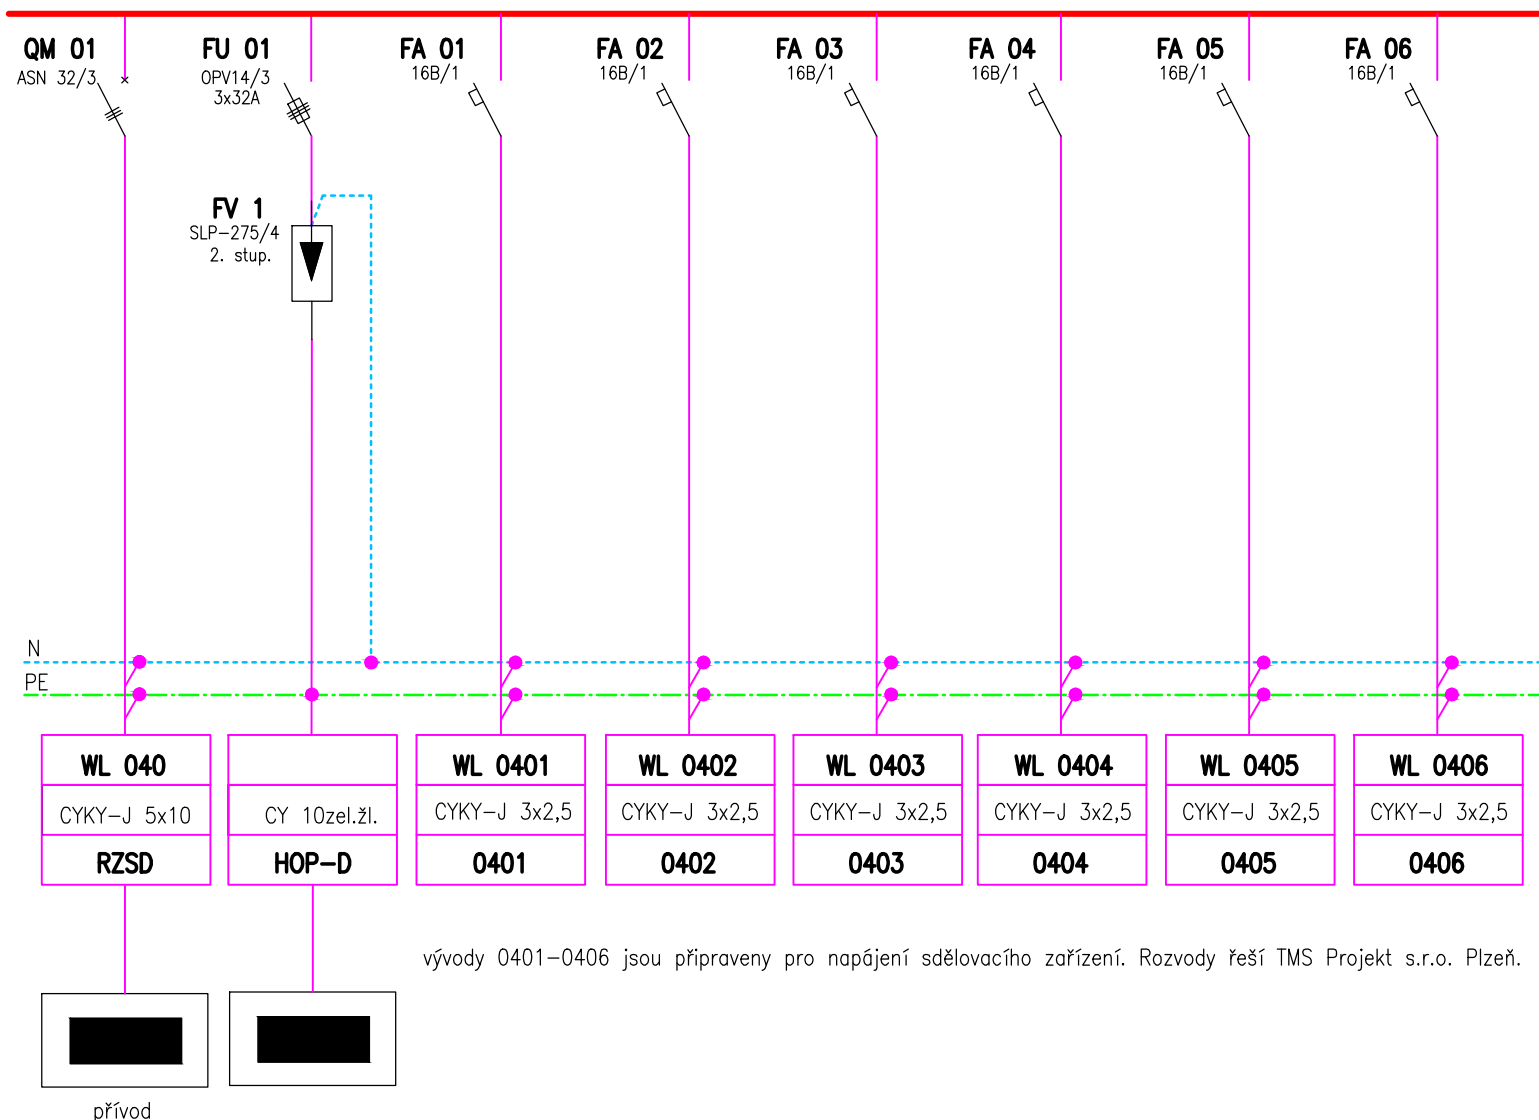 QM 01
ASN 32/3
FU 01
OPV14/3
3x32A
FA 01
16B/1
FA 02
16B/1
FA 03
16B/1
FA 04
16B/1
FA 05
16B/1
FA 06
16B/1
FV 1
SLP-275/4
2. stup.
N
PE
WL 040
CYKY-J 5x10
RZSD
CY 10zel.žl.
HOP-D
WL 0401
CYKY-J 3x2,5
0401
WL 0402
CYKY-J 3x2,5
0402
WL 0403
CYKY-J 3x2,5
0403
WL 0404
CYKY-J 3x2,5
0404
WL 0405
CYKY-J 3x2,5
0405
WL 0406
CYKY-J 3x2,5
0406
vývody 0401-0406 jsou připraveny pro napájení sdělovacího zařízení. Rozvody řeší TMS Projekt s.r.o. Plzeň.
přívod